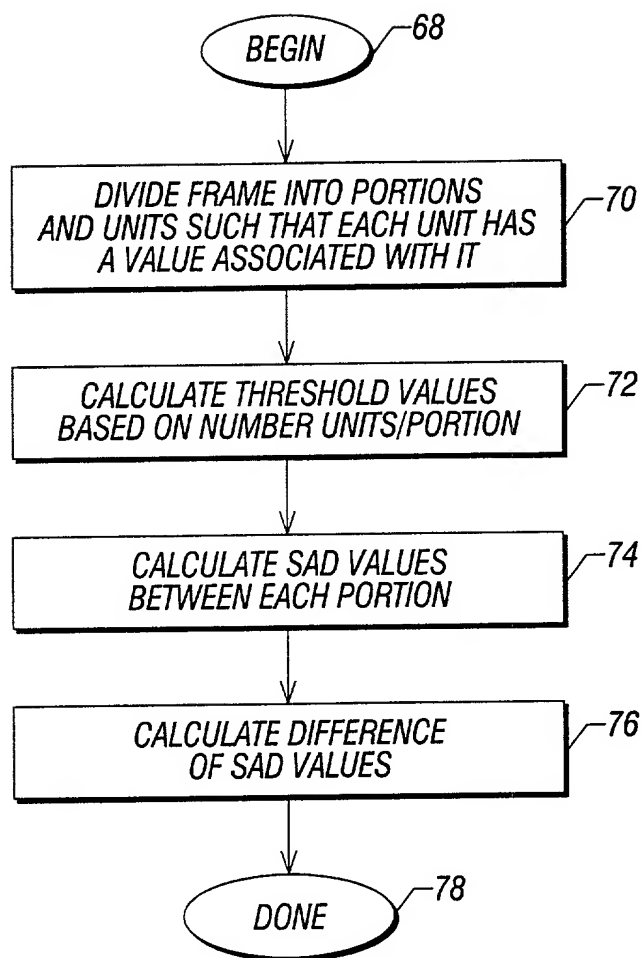 BEGIN
68
DIVIDE FRAME INTO PORTIONS
AND UNITS SUCH THAT EACH UNIT HAS
A VALUE ASSOCIATED WITH IT
70
CALCULATE THRESHOLD VALUES
BASED ON NUMBER UNITS/PORTION
72
CALCULATE SAD VALUES
BETWEEN EACH PORTION
74
CALCULATE DIFFERENCE
OF SAD VALUES
76
DONE
78